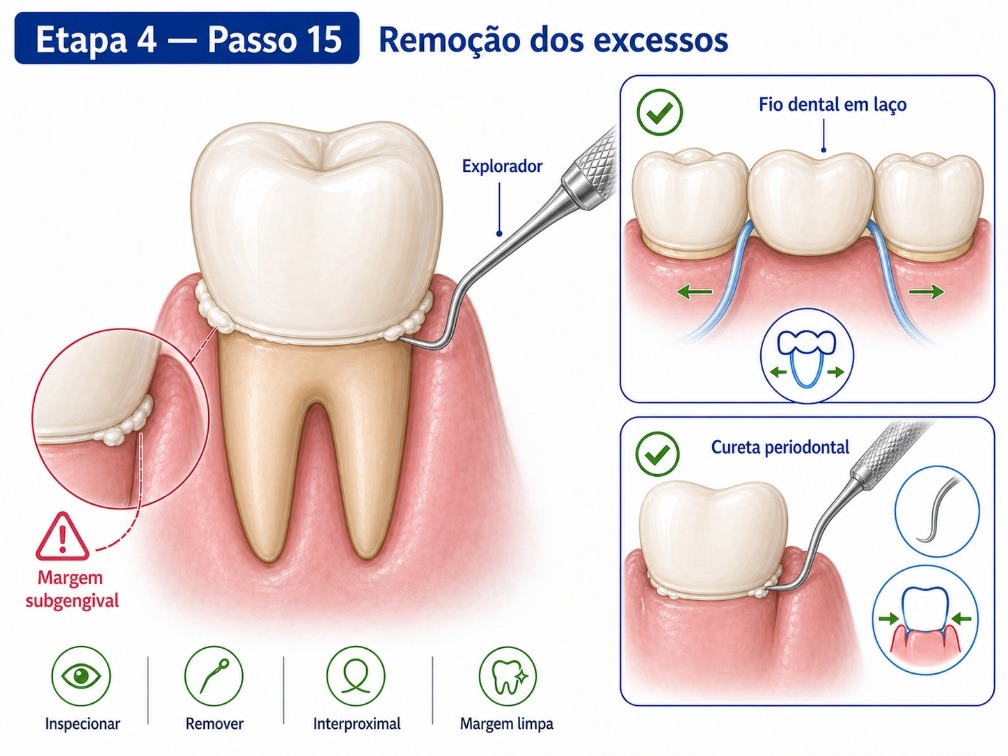 Etapa 4 — Passo 15
Remoção dos excessos
Explorador
Margem
subgengival
Fio dental em laço
Cureta periodontal
Inspecionar
Remover
Interproximal
Margem limpa